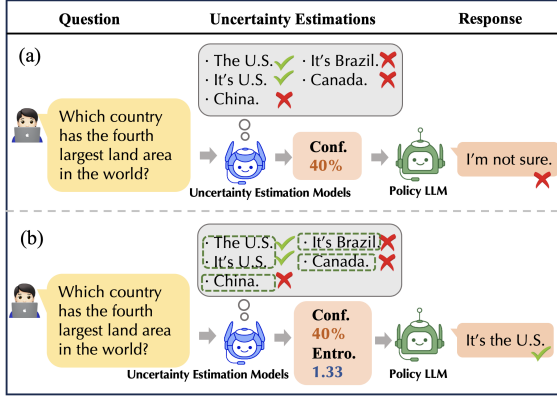 Question Uncertainty Estimations Response
(a)
· The U.S. · It's Brazil.
· It's U.S. · Canada.
· China.
Which country
has the fourth
largest land area
in the world?
Conf.
40%
I'm not sure.
Uncertainty Estimation Models Policy LLM
(b)
· The U.S. · It's Brazil.
· It's U.S. · Canada.
· China.
Which country
has the fourth
largest land area
in the world?
Conf.
40%
Entro.
1.33
It's the U.S.
Uncertainty Estimation Models Policy LLM